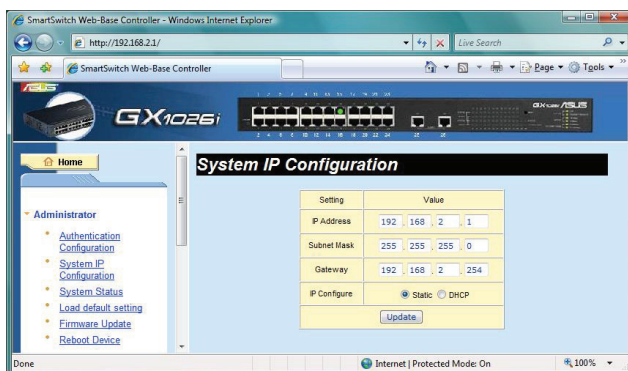 SmartSwitch Web-Base Controller - Windows Internet Explorer
http://192.168.2.1/
Live Search
SmartSwitch Web-Base Controller
Page
Tools
ASUS
GX1026i
ASUS
Home
System IP Configuration
Setting Value
Administrator
IP Address 192 . 168 . 2 . 1
Authentication
Configuration
Subnet Mask 255 . 255 . 255 . 0
System IP
Configuration
Gateway 192 . 168 . 2 . 254
System Status
IP Configure Static DHCP
Load default setting
Update
Firmware Update
Reboot Device
Done
Internet | Protected Mode: On
100%